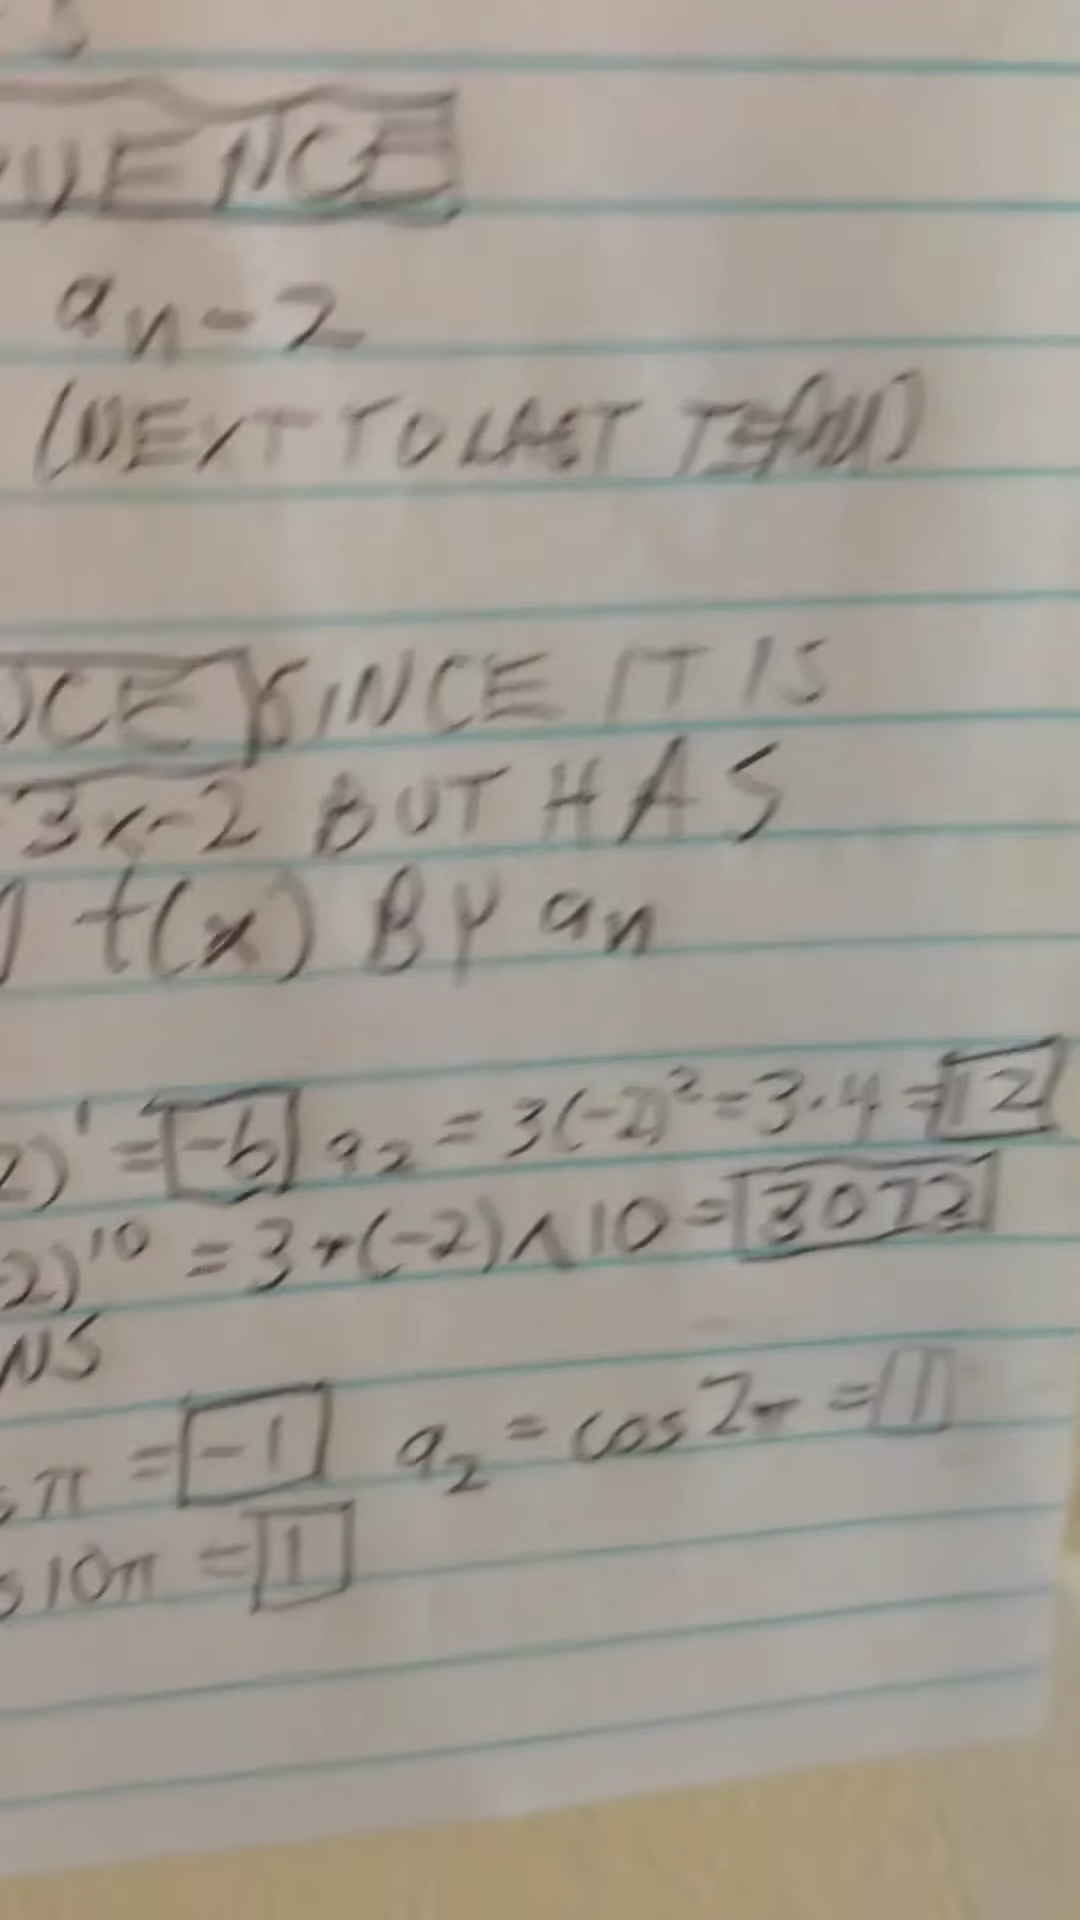 UENCE
an-2
(NEXT TO LAST TERM)
NCE) SINCE IT IS
3x-2 BUT HAS
f(x) BY an
2)¹ = -6 a₂ = 3(-2)² = 3·4 = 12
-2)¹⁰ = 3*(-2)^10 = 3072
NS
s π = -1 a₂ = cos 2π = 1
s 10π = 1